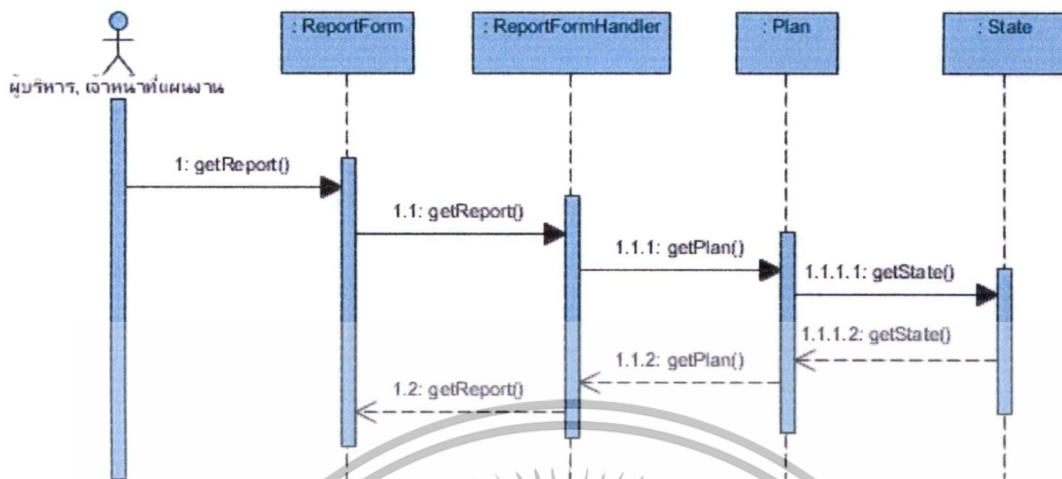 : ReportForm
: ReportFormHandler
: Plan
: State
ผู้บริหาร, เจ้าหน้าที่แผนงาน
1: getReport()
1.1: getReport()
1.1.1: getPlan()
1.1.1.1: getState()
1.1.1.2: getState()
1.1.2: getPlan()
1.2: getReport()